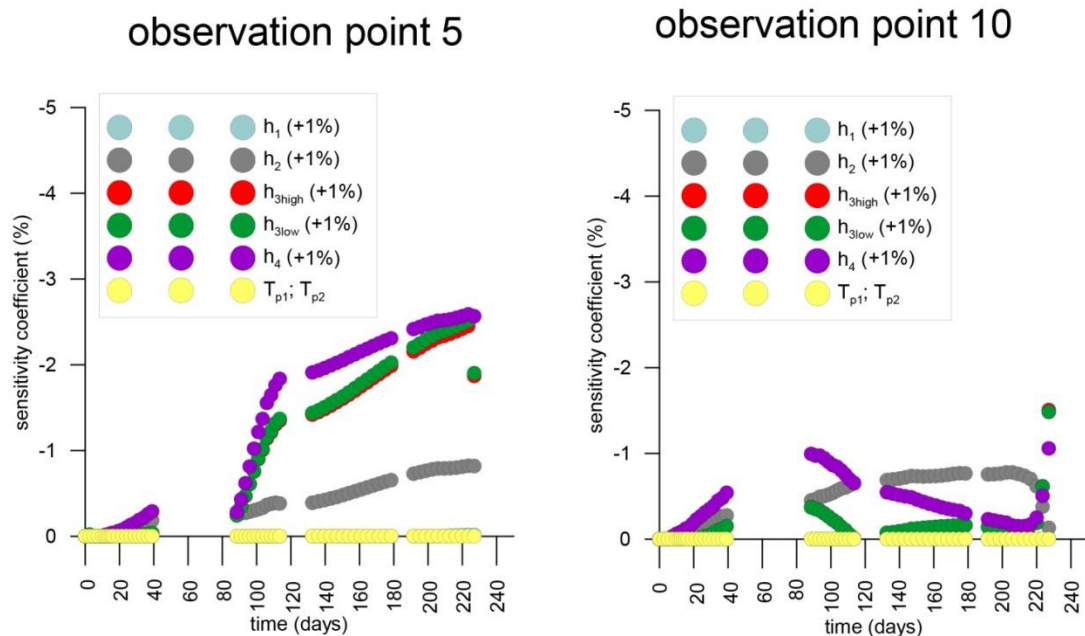 observation point 5
-5
-4
-3
-2
-1
0
sensitivity coefficient (%)
h1 (+1%)
h2 (+1%)
h3high (+1%)
h3low (+1%)
h4 (+1%)
Tp1; Tp2
0
20
40
60
80
100
120
140
160
180
200
220
240
time (days)
observation point 10
-5
-4
-3
-2
-1
0
sensitivity coefficient (%)
h1 (+1%)
h2 (+1%)
h3high (+1%)
h3low (+1%)
h4 (+1%)
Tp1; Tp2
0
20
40
60
80
100
120
140
160
180
200
220
240
time (days)